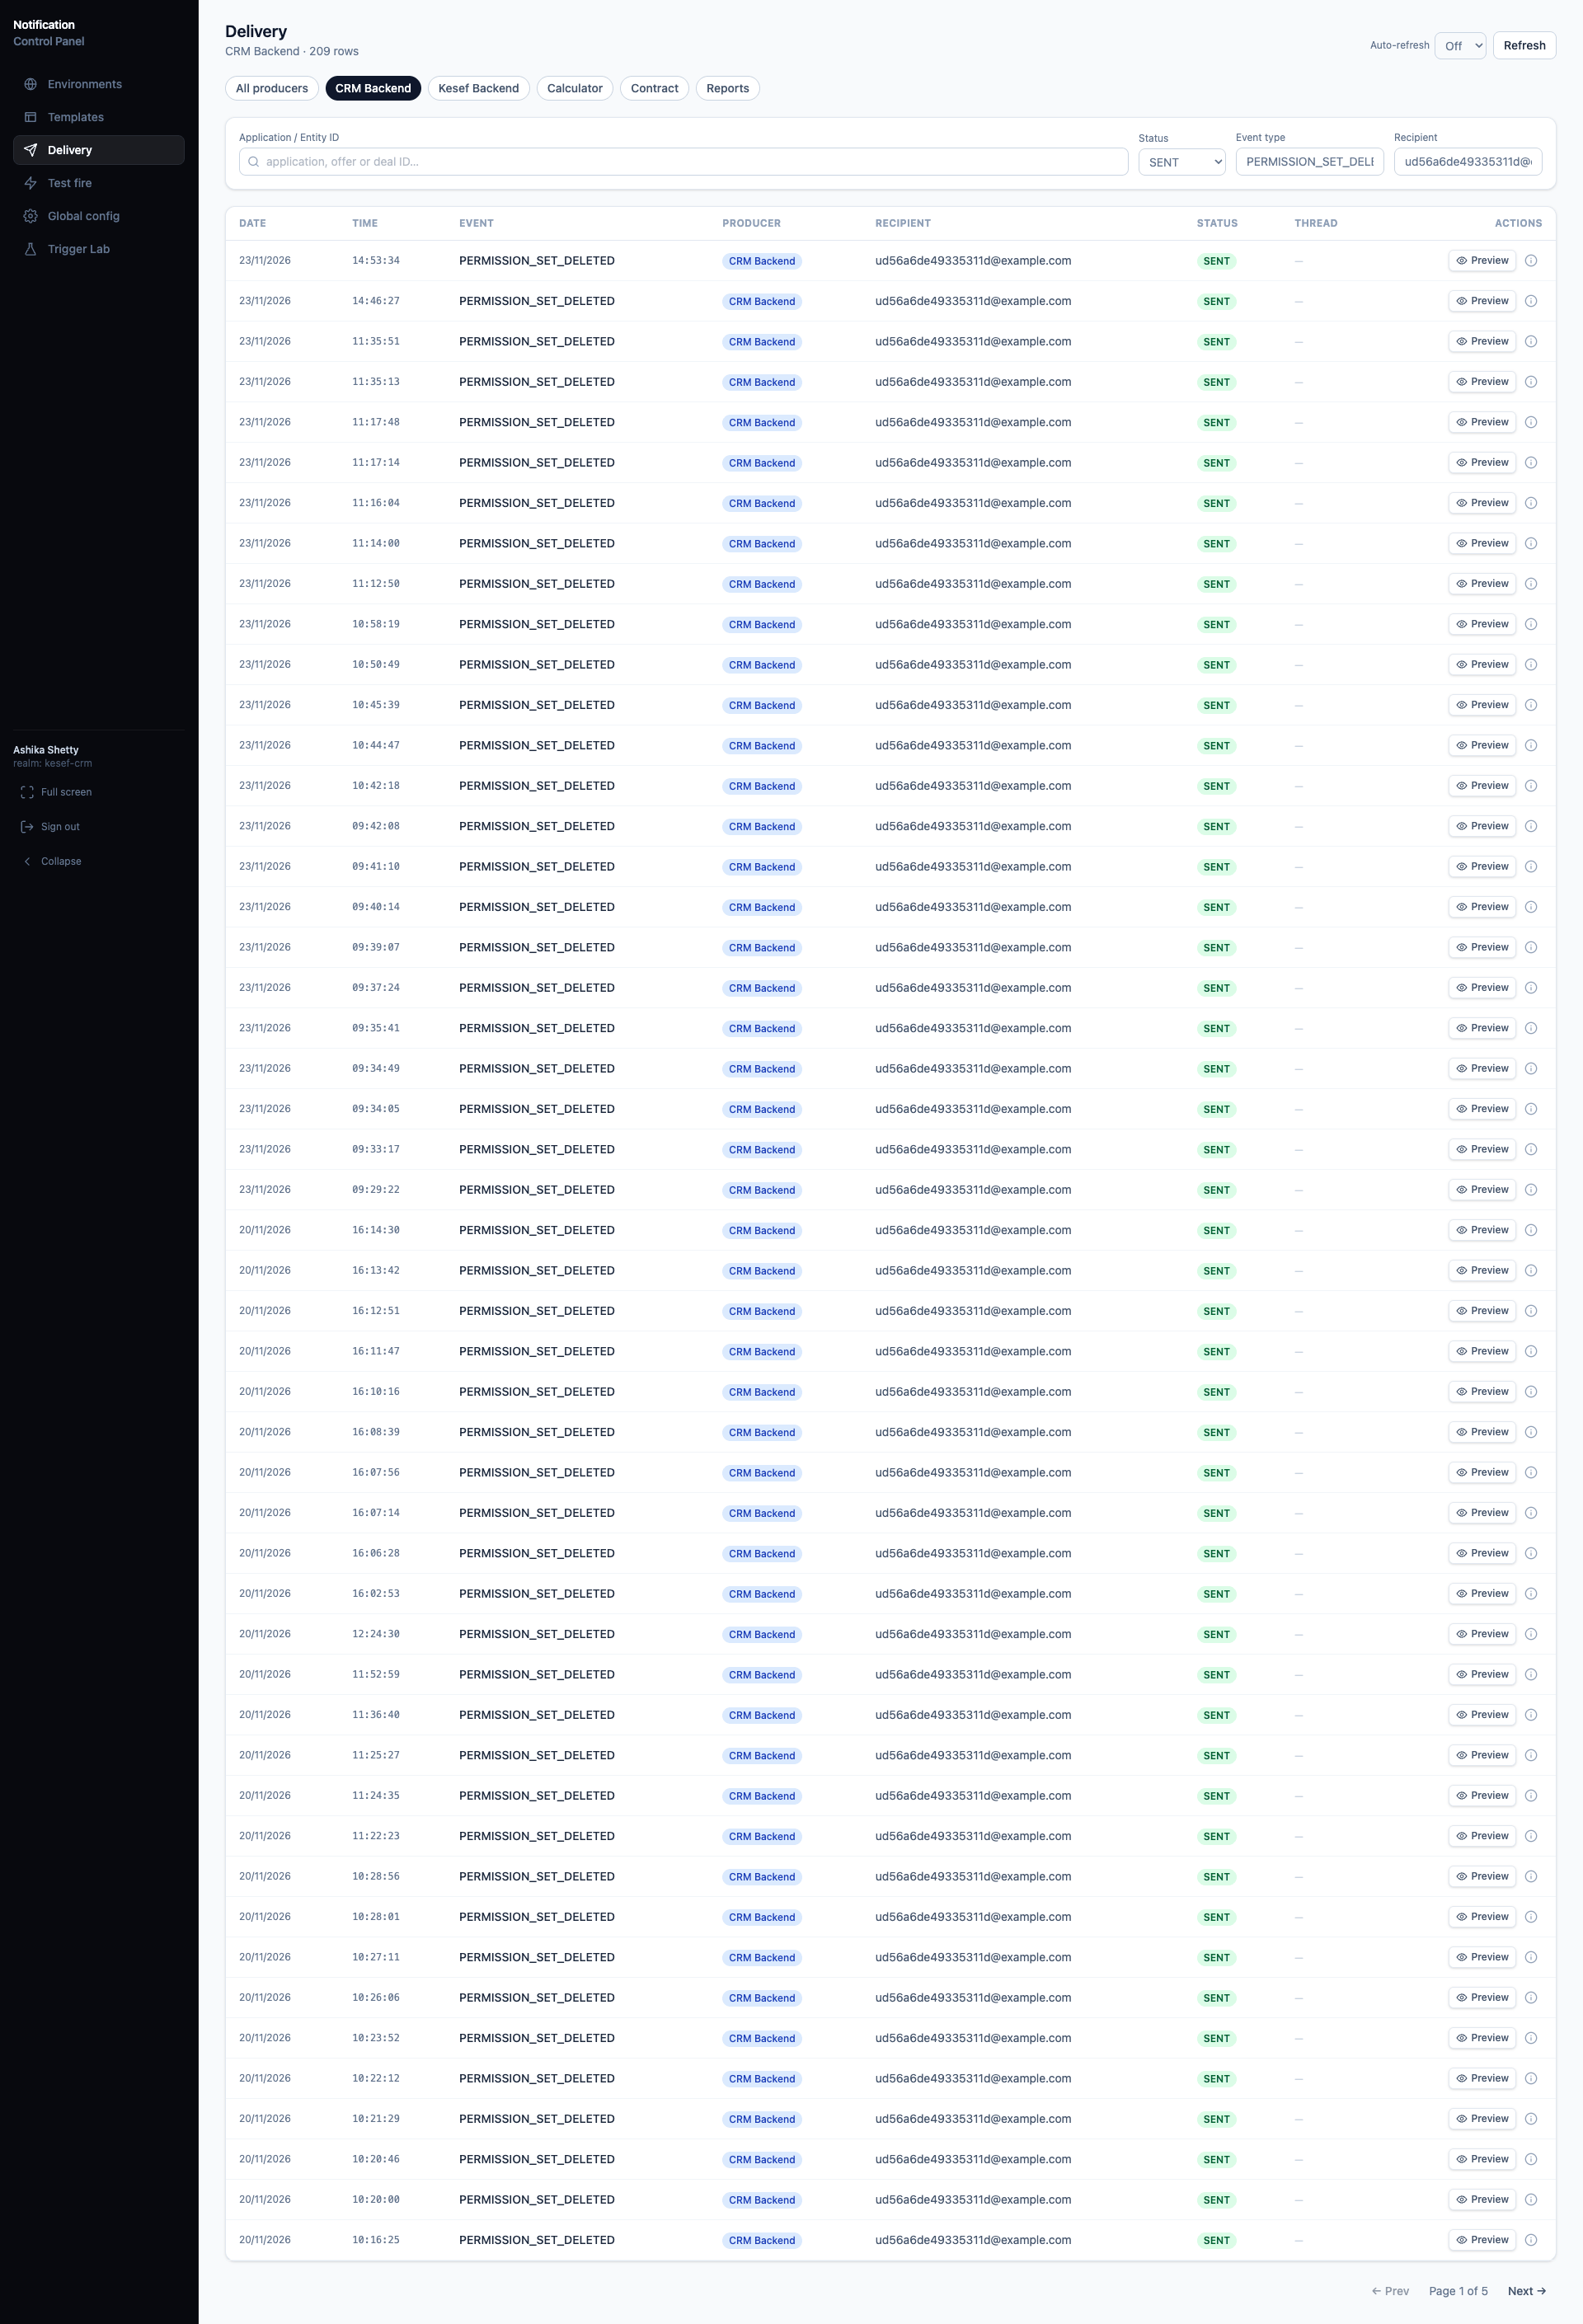 Notification
Control Panel
Environments
Templates
Delivery
Test fire
Global config
Trigger Lab
Ashika Shetty
realm: kesef-crm
Full screen
Sign out
Collapse
Delivery
CRM Backend · 209 rows
Auto-refresh Off Refresh
All producers CRM Backend Kesef Backend Calculator Contract Reports
Application / Entity ID Status Event type Recipient
application, offer or deal ID... SENT PERMISSION_SET_DELE ud56a6de49335311d@
DATE TIME EVENT PRODUCER RECIPIENT STATUS THREAD ACTIONS
23/11/2026 14:53:34 PERMISSION_SET_DELETED CRM Backend ud56a6de49335311d@example.com SENT — Preview
23/11/2026 14:46:27 PERMISSION_SET_DELETED CRM Backend ud56a6de49335311d@example.com SENT — Preview
23/11/2026 11:35:51 PERMISSION_SET_DELETED CRM Backend ud56a6de49335311d@example.com SENT — Preview
23/11/2026 11:35:13 PERMISSION_SET_DELETED CRM Backend ud56a6de49335311d@example.com SENT — Preview
23/11/2026 11:17:48 PERMISSION_SET_DELETED CRM Backend ud56a6de49335311d@example.com SENT — Preview
23/11/2026 11:17:14 PERMISSION_SET_DELETED CRM Backend ud56a6de49335311d@example.com SENT — Preview
23/11/2026 11:16:04 PERMISSION_SET_DELETED CRM Backend ud56a6de49335311d@example.com SENT — Preview
23/11/2026 11:14:00 PERMISSION_SET_DELETED CRM Backend ud56a6de49335311d@example.com SENT — Preview
23/11/2026 11:12:50 PERMISSION_SET_DELETED CRM Backend ud56a6de49335311d@example.com SENT — Preview
23/11/2026 10:58:19 PERMISSION_SET_DELETED CRM Backend ud56a6de49335311d@example.com SENT — Preview
23/11/2026 10:50:49 PERMISSION_SET_DELETED CRM Backend ud56a6de49335311d@example.com SENT — Preview
23/11/2026 10:45:39 PERMISSION_SET_DELETED CRM Backend ud56a6de49335311d@example.com SENT — Preview
23/11/2026 10:44:47 PERMISSION_SET_DELETED CRM Backend ud56a6de49335311d@example.com SENT — Preview
23/11/2026 10:42:18 PERMISSION_SET_DELETED CRM Backend ud56a6de49335311d@example.com SENT — Preview
23/11/2026 09:42:08 PERMISSION_SET_DELETED CRM Backend ud56a6de49335311d@example.com SENT — Preview
23/11/2026 09:41:10 PERMISSION_SET_DELETED CRM Backend ud56a6de49335311d@example.com SENT — Preview
23/11/2026 09:40:14 PERMISSION_SET_DELETED CRM Backend ud56a6de49335311d@example.com SENT — Preview
23/11/2026 09:39:07 PERMISSION_SET_DELETED CRM Backend ud56a6de49335311d@example.com SENT — Preview
23/11/2026 09:37:24 PERMISSION_SET_DELETED CRM Backend ud56a6de49335311d@example.com SENT — Preview
23/11/2026 09:35:41 PERMISSION_SET_DELETED CRM Backend ud56a6de49335311d@example.com SENT — Preview
23/11/2026 09:34:49 PERMISSION_SET_DELETED CRM Backend ud56a6de49335311d@example.com SENT — Preview
23/11/2026 09:34:05 PERMISSION_SET_DELETED CRM Backend ud56a6de49335311d@example.com SENT — Preview
23/11/2026 09:33:17 PERMISSION_SET_DELETED CRM Backend ud56a6de49335311d@example.com SENT — Preview
23/11/2026 09:29:22 PERMISSION_SET_DELETED CRM Backend ud56a6de49335311d@example.com SENT — Preview
20/11/2026 16:14:30 PERMISSION_SET_DELETED CRM Backend ud56a6de49335311d@example.com SENT — Preview
20/11/2026 16:13:42 PERMISSION_SET_DELETED CRM Backend ud56a6de49335311d@example.com SENT — Preview
20/11/2026 16:12:51 PERMISSION_SET_DELETED CRM Backend ud56a6de49335311d@example.com SENT — Preview
20/11/2026 16:11:47 PERMISSION_SET_DELETED CRM Backend ud56a6de49335311d@example.com SENT — Preview
20/11/2026 16:10:16 PERMISSION_SET_DELETED CRM Backend ud56a6de49335311d@example.com SENT — Preview
20/11/2026 16:08:39 PERMISSION_SET_DELETED CRM Backend ud56a6de49335311d@example.com SENT — Preview
20/11/2026 16:07:56 PERMISSION_SET_DELETED CRM Backend ud56a6de49335311d@example.com SENT — Preview
20/11/2026 16:07:14 PERMISSION_SET_DELETED CRM Backend ud56a6de49335311d@example.com SENT — Preview
20/11/2026 16:06:28 PERMISSION_SET_DELETED CRM Backend ud56a6de49335311d@example.com SENT — Preview
20/11/2026 16:02:53 PERMISSION_SET_DELETED CRM Backend ud56a6de49335311d@example.com SENT — Preview
20/11/2026 12:24:30 PERMISSION_SET_DELETED CRM Backend ud56a6de49335311d@example.com SENT — Preview
20/11/2026 11:52:59 PERMISSION_SET_DELETED CRM Backend ud56a6de49335311d@example.com SENT — Preview
20/11/2026 11:36:40 PERMISSION_SET_DELETED CRM Backend ud56a6de49335311d@example.com SENT — Preview
20/11/2026 11:25:27 PERMISSION_SET_DELETED CRM Backend ud56a6de49335311d@example.com SENT — Preview
20/11/2026 11:24:35 PERMISSION_SET_DELETED CRM Backend ud56a6de49335311d@example.com SENT — Preview
20/11/2026 11:22:23 PERMISSION_SET_DELETED CRM Backend ud56a6de49335311d@example.com SENT — Preview
20/11/2026 10:28:56 PERMISSION_SET_DELETED CRM Backend ud56a6de49335311d@example.com SENT — Preview
20/11/2026 10:28:01 PERMISSION_SET_DELETED CRM Backend ud56a6de49335311d@example.com SENT — Preview
20/11/2026 10:27:11 PERMISSION_SET_DELETED CRM Backend ud56a6de49335311d@example.com SENT — Preview
20/11/2026 10:26:06 PERMISSION_SET_DELETED CRM Backend ud56a6de49335311d@example.com SENT — Preview
20/11/2026 10:23:52 PERMISSION_SET_DELETED CRM Backend ud56a6de49335311d@example.com SENT — Preview
20/11/2026 10:22:12 PERMISSION_SET_DELETED CRM Backend ud56a6de49335311d@example.com SENT — Preview
20/11/2026 10:21:29 PERMISSION_SET_DELETED CRM Backend ud56a6de49335311d@example.com SENT — Preview
20/11/2026 10:20:46 PERMISSION_SET_DELETED CRM Backend ud56a6de49335311d@example.com SENT — Preview
20/11/2026 10:20:00 PERMISSION_SET_DELETED CRM Backend ud56a6de49335311d@example.com SENT — Preview
20/11/2026 10:16:25 PERMISSION_SET_DELETED CRM Backend ud56a6de49335311d@example.com SENT — Preview
← Prev Page 1 of 5 Next →